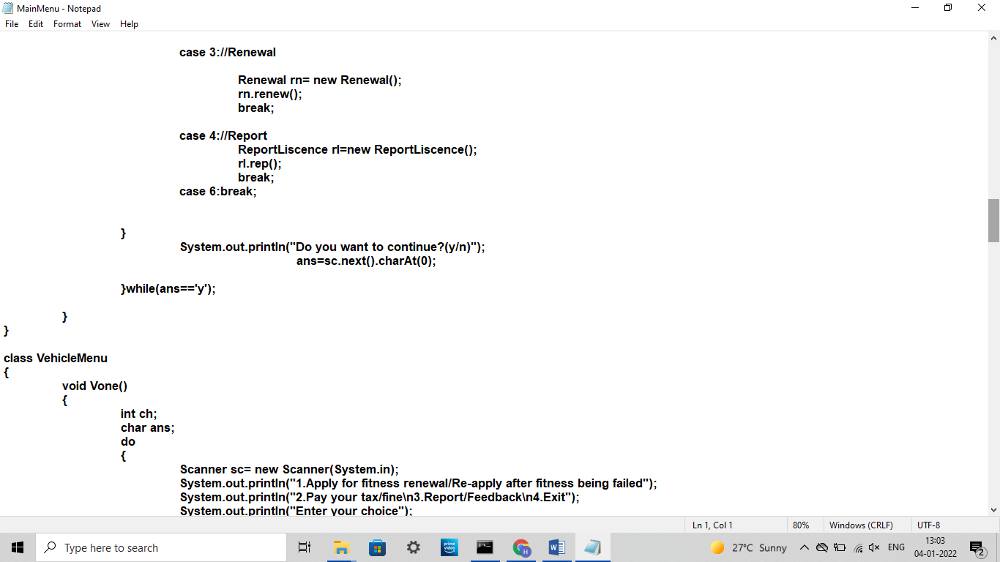 MainMenu - Notepad
File Edit Format View Help
case 3://Renewal
Renewal rn= new Renewal();
rn.renew();
break;
case 4://Report
ReportLiscence rl=new ReportLiscence();
rl.rep();
break;
case 6:break;
}
System.out.println("Do you want to continue?(y/n)");
ans=sc.next().charAt(0);
}while(ans=='y');
}
}
class VehicleMenu
{
void Vone()
{
int ch;
char ans;
do
{
Scanner sc= new Scanner(System.in);
System.out.println("1.Apply for fitness renewal/Re-apply after fitness being failed");
System.out.println("2.Pay your tax/fine\n3.Report/Feedback\n4.Exit");
System.out.println("Enter your choice");
Ln 1, Col 1 80% Windows (CRLF) UTF-8
Type here to search
prime video
H
W
27°C Sunny
ENG
13:03
04-01-2022
2